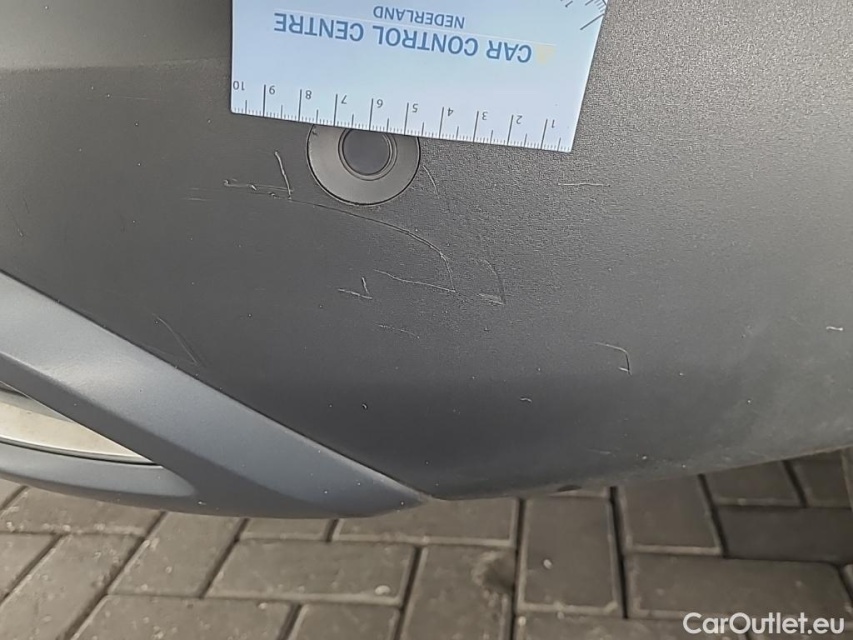 CAR CONTROL CENTRE
NEDERLAND
1 2 3 4 5 6 7 8 9 10
CarOutlet.eu